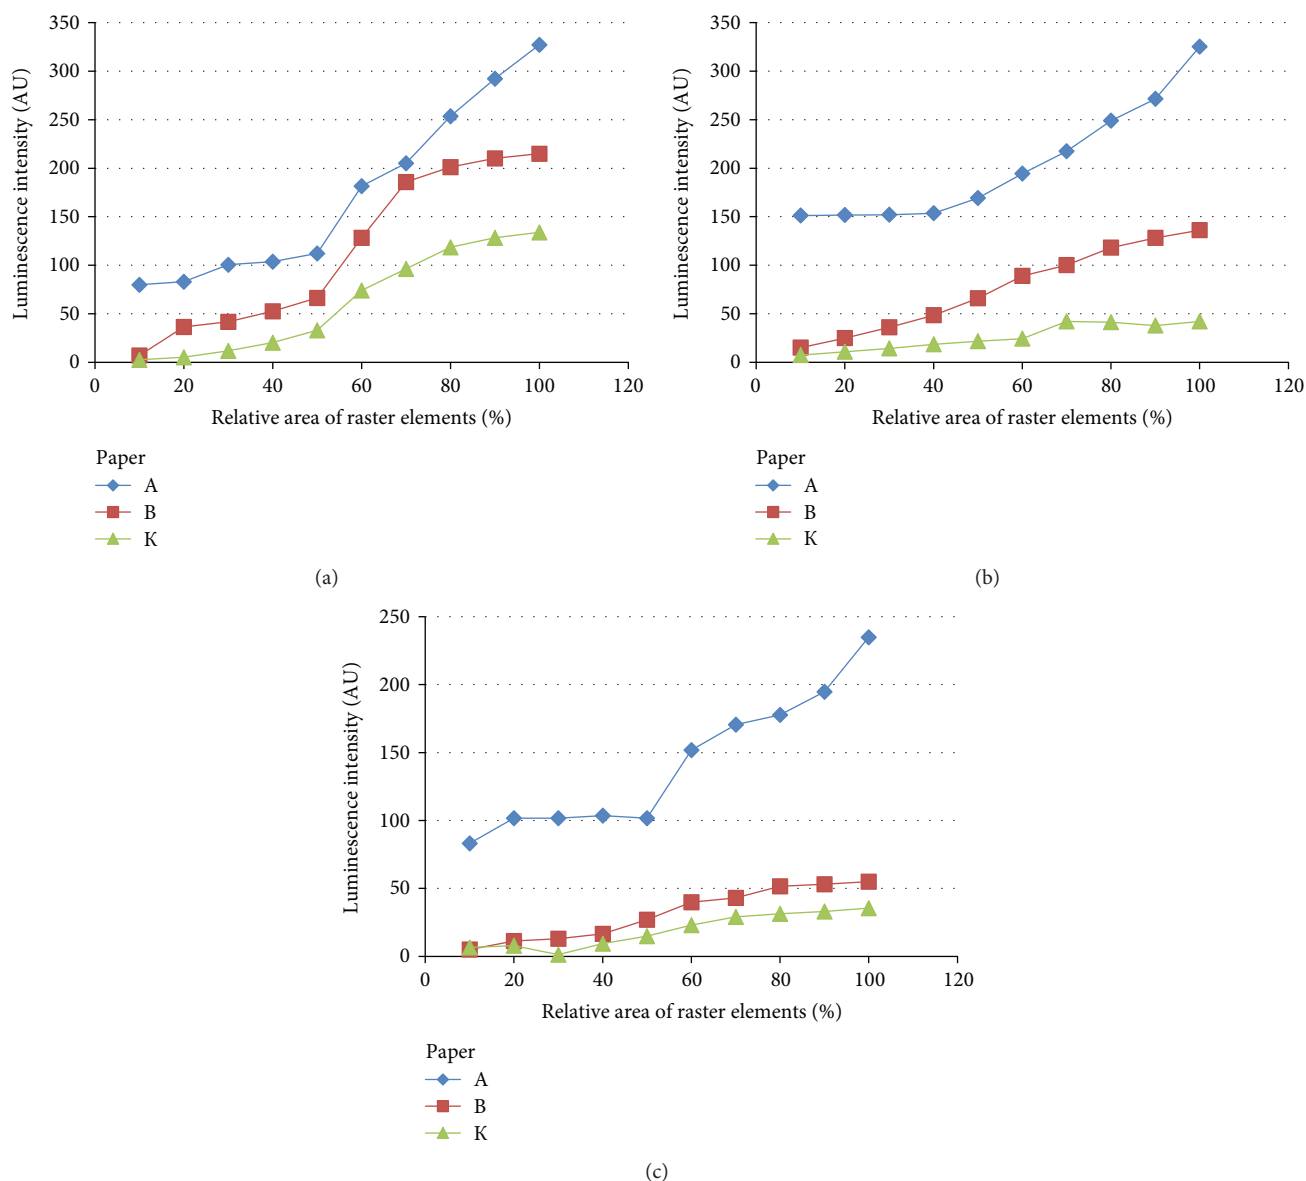 350
300
250
200
150
100
50
0
Luminescence intensity (AU)
0 20 40 60 80 100 120
Relative area of raster elements (%)
Paper
A
B
K
(a)
350
300
250
200
150
100
50
0
Luminescence intensity (AU)
0 20 40 60 80 100 120
Relative area of raster elements (%)
Paper
A
B
K
(b)
250
200
150
100
50
0
Luminescence intensity (AU)
0 20 40 60 80 100 120
Relative area of raster elements (%)
Paper
A
B
K
(c)